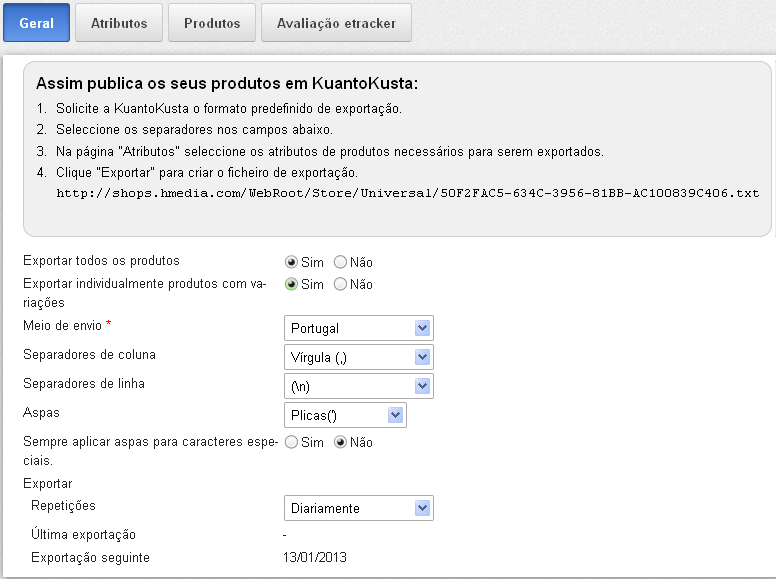 Geral Atributos Produtos Avaliação etracker
Assim publica os seus produtos em KuantoKusta:
1. Solicite a KuantoKusta o formato predefinido de exportação.
2. Seleccione os separadores nos campos abaixo.
3. Na página "Atributos" seleccione os atributos de produtos necessários para serem exportados.
4. Clique "Exportar" para criar o ficheiro de exportação.
http://shops.hmedia.com/WebRoot/Store/Universal/50F2FAC5-634C-3956-81BB-AC100839C406.txt
Exportar todos os produtos Sim Não
Exportar individualmente produtos com va- Sim Não
riações
Meio de envio * Portugal
Separadores de coluna Vírgula (,)
Separadores de linha (\n)
Aspas Plicas(')
Sempre aplicar aspas para caracteres espe- Sim Não
ciais.
Exportar
Repetições Diariamente
Última exportação -
Exportação seguinte 13/01/2013